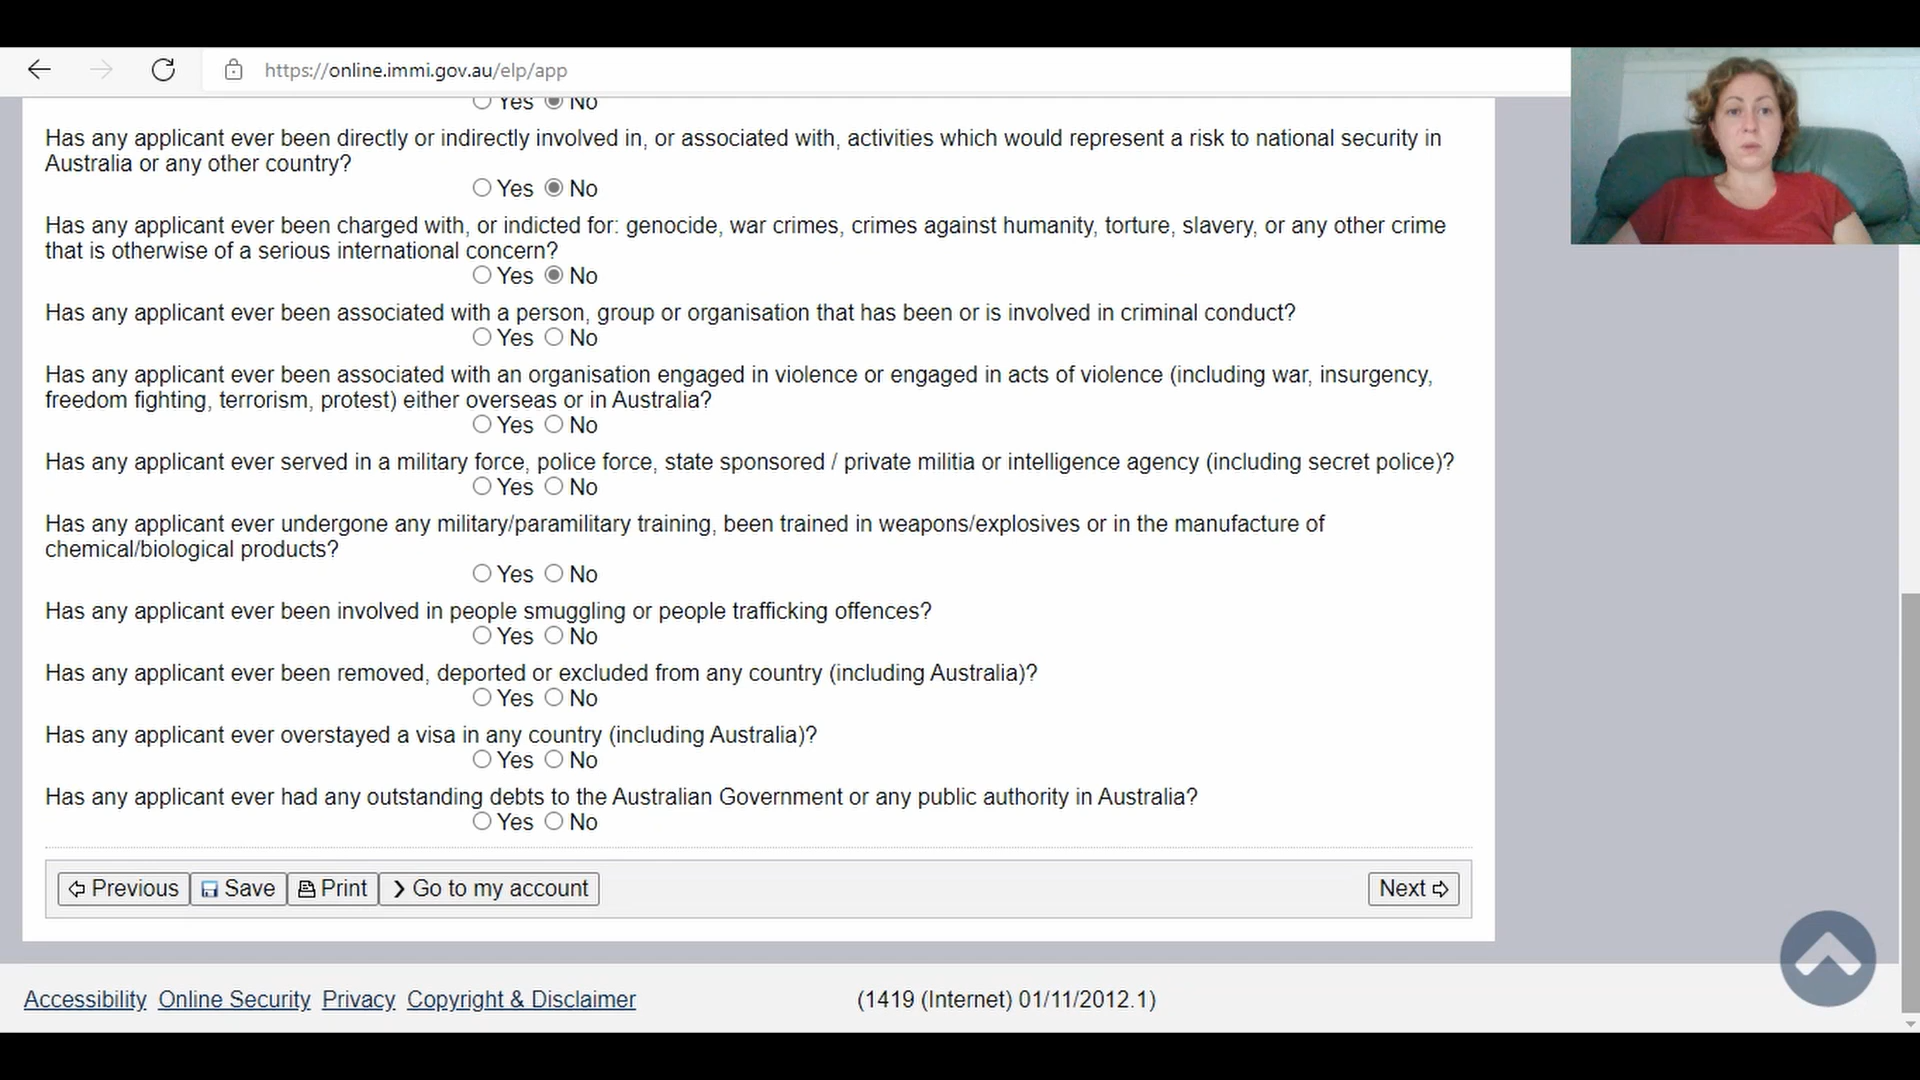 https://online.immi.gov.au/elp/app
Yes No
Has any applicant ever been directly or indirectly involved in, or associated with, activities which would represent a risk to national security in
Australia or any other country?
Yes No
Has any applicant ever been charged with, or indicted for: genocide, war crimes, crimes against humanity, torture, slavery, or any other crime
that is otherwise of a serious international concern?
Yes No
Has any applicant ever been associated with a person, group or organisation that has been or is involved in criminal conduct?
Yes No
Has any applicant ever been associated with an organisation engaged in violence or engaged in acts of violence (including war, insurgency,
freedom fighting, terrorism, protest) either overseas or in Australia?
Yes No
Has any applicant ever served in a military force, police force, state sponsored / private militia or intelligence agency (including secret police)?
Yes No
Has any applicant ever undergone any military/paramilitary training, been trained in weapons/explosives or in the manufacture of
chemical/biological products?
Yes No
Has any applicant ever been involved in people smuggling or people trafficking offences?
Yes No
Has any applicant ever been removed, deported or excluded from any country (including Australia)?
Yes No
Has any applicant ever overstayed a visa in any country (including Australia)?
Yes No
Has any applicant ever had any outstanding debts to the Australian Government or any public authority in Australia?
Yes No
Previous Save Print Go to my account Next
Accessibility Online Security Privacy Copyright & Disclaimer (1419 (Internet) 01/11/2012.1)